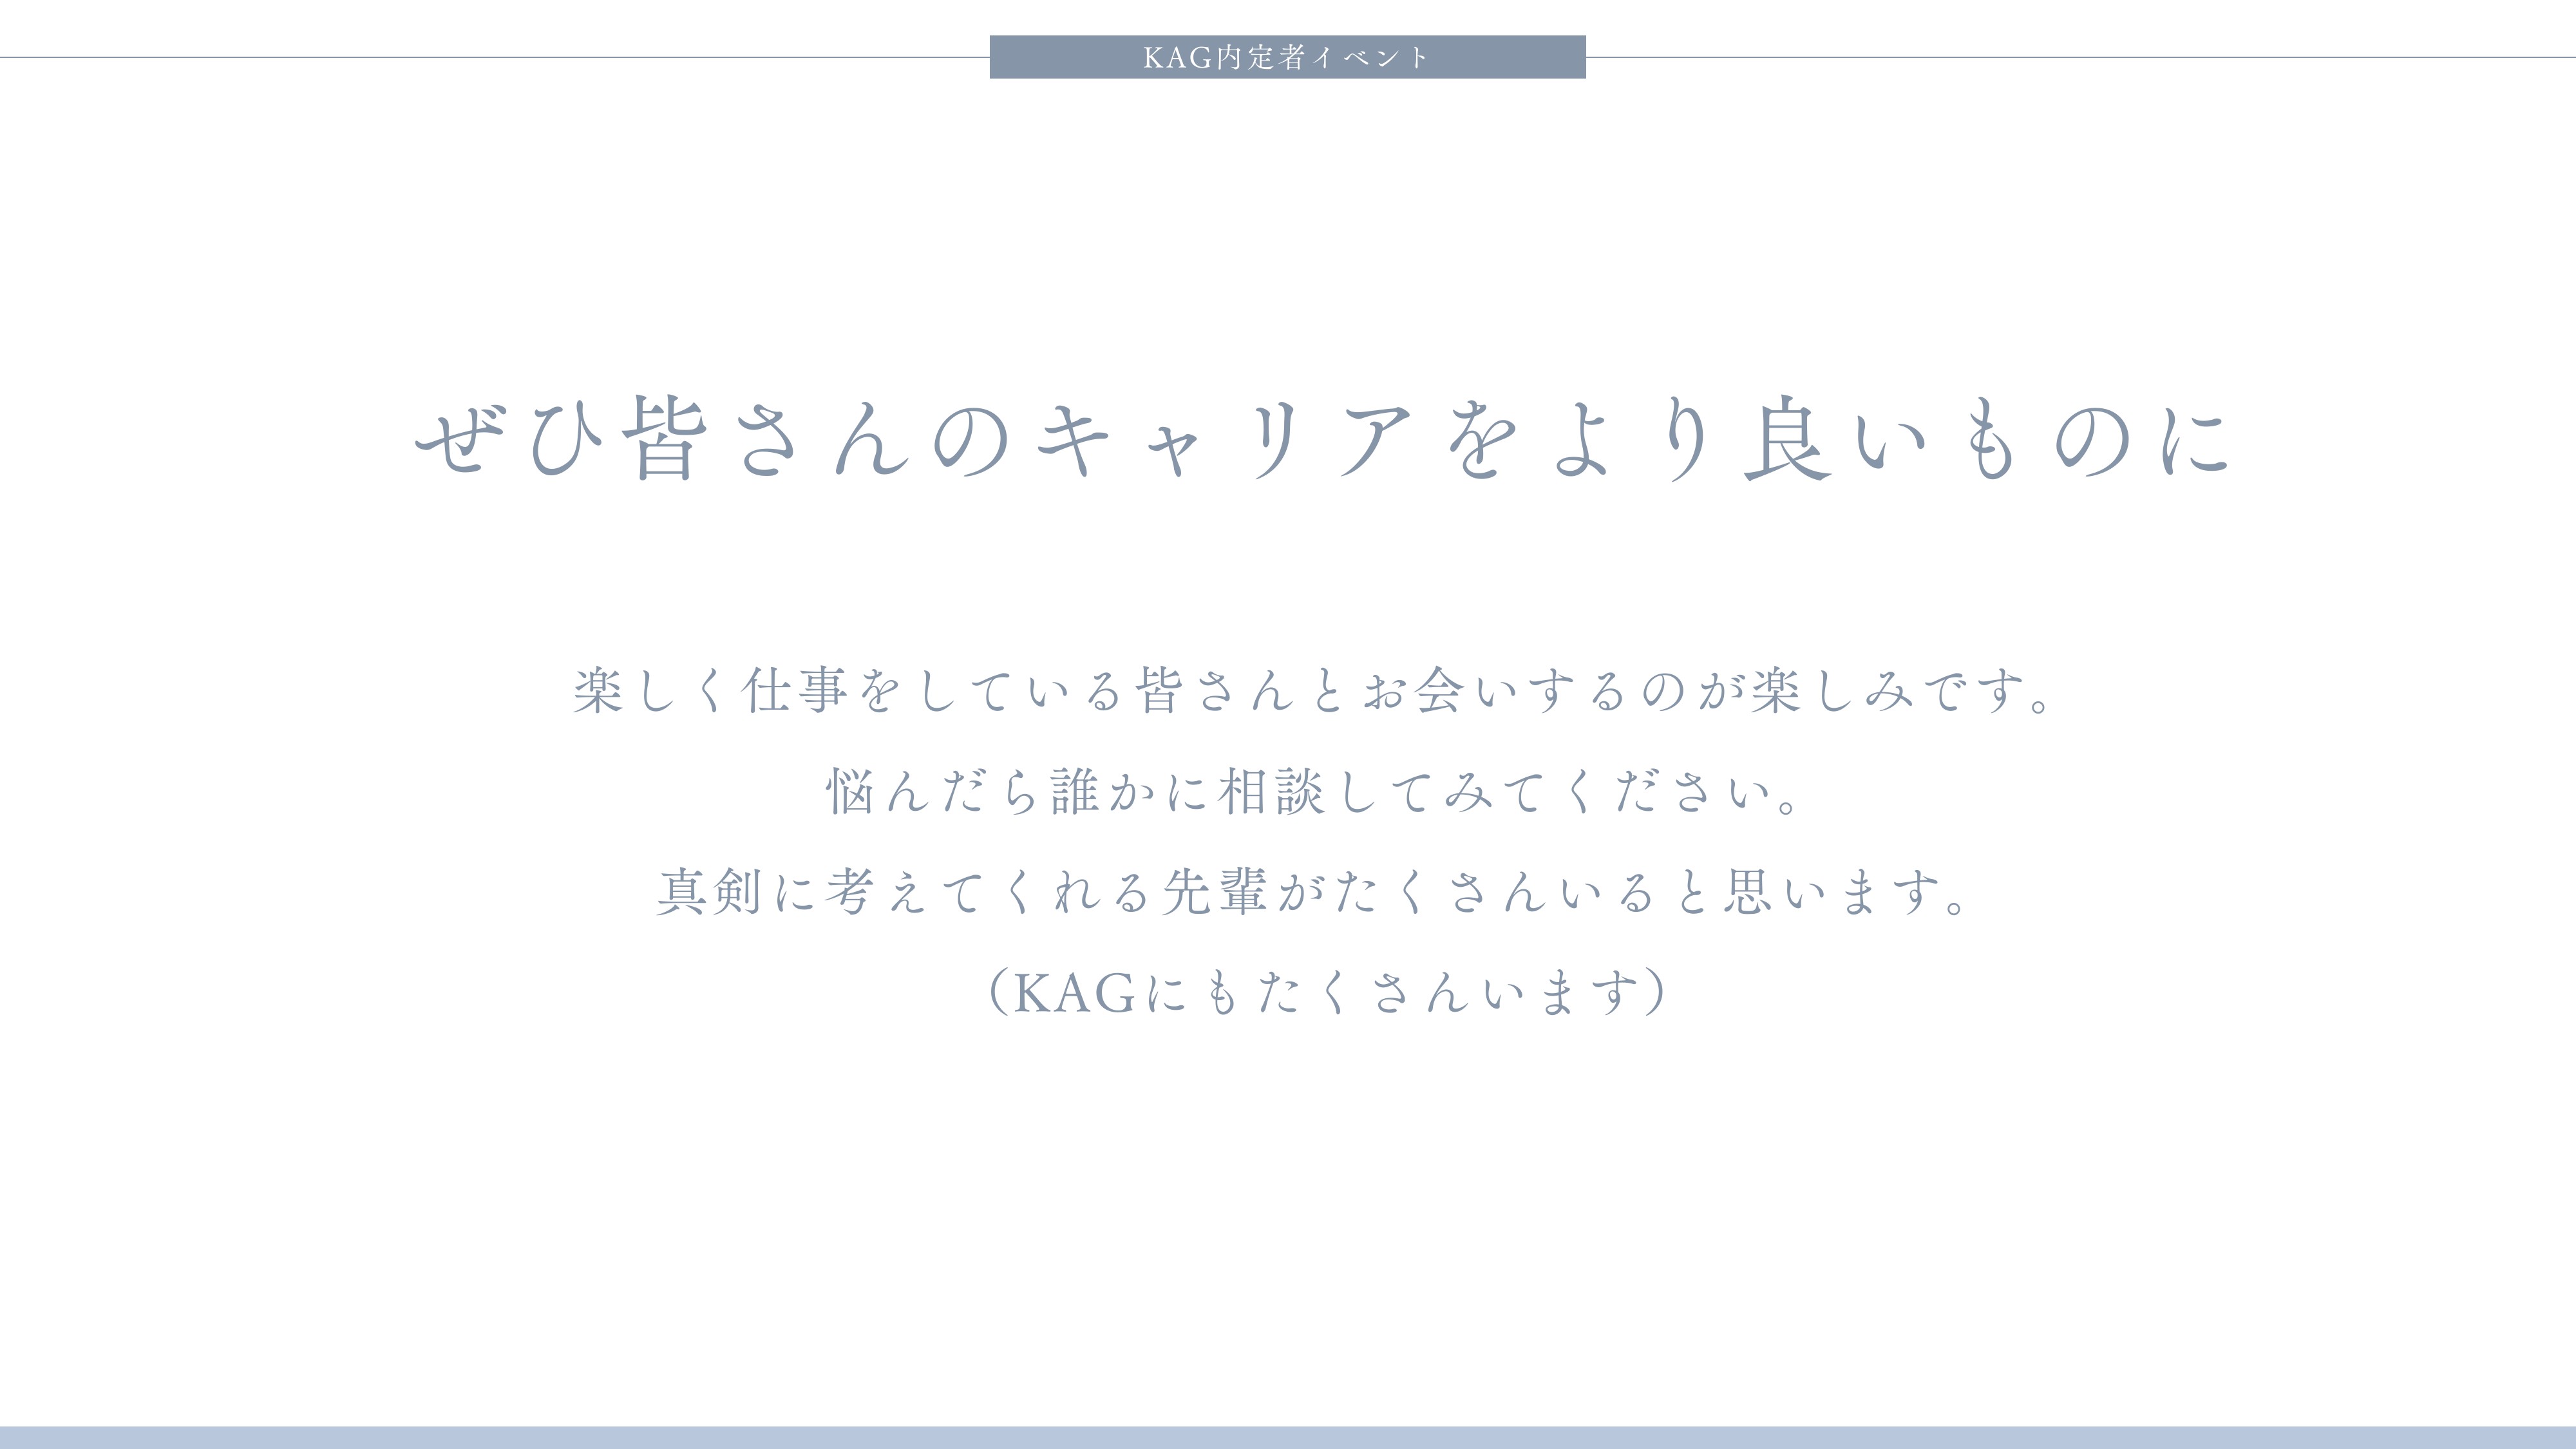 KAG内定者イベント
ぜひ皆さんのキャリアをより良いものに
楽しく仕事をしている皆さんとお会いするのが楽しみです。
悩んだら誰かに相談してみてください。
真剣に考えてくれる先輩がたくさんいると思います。
（KAGにもたくさんいます）